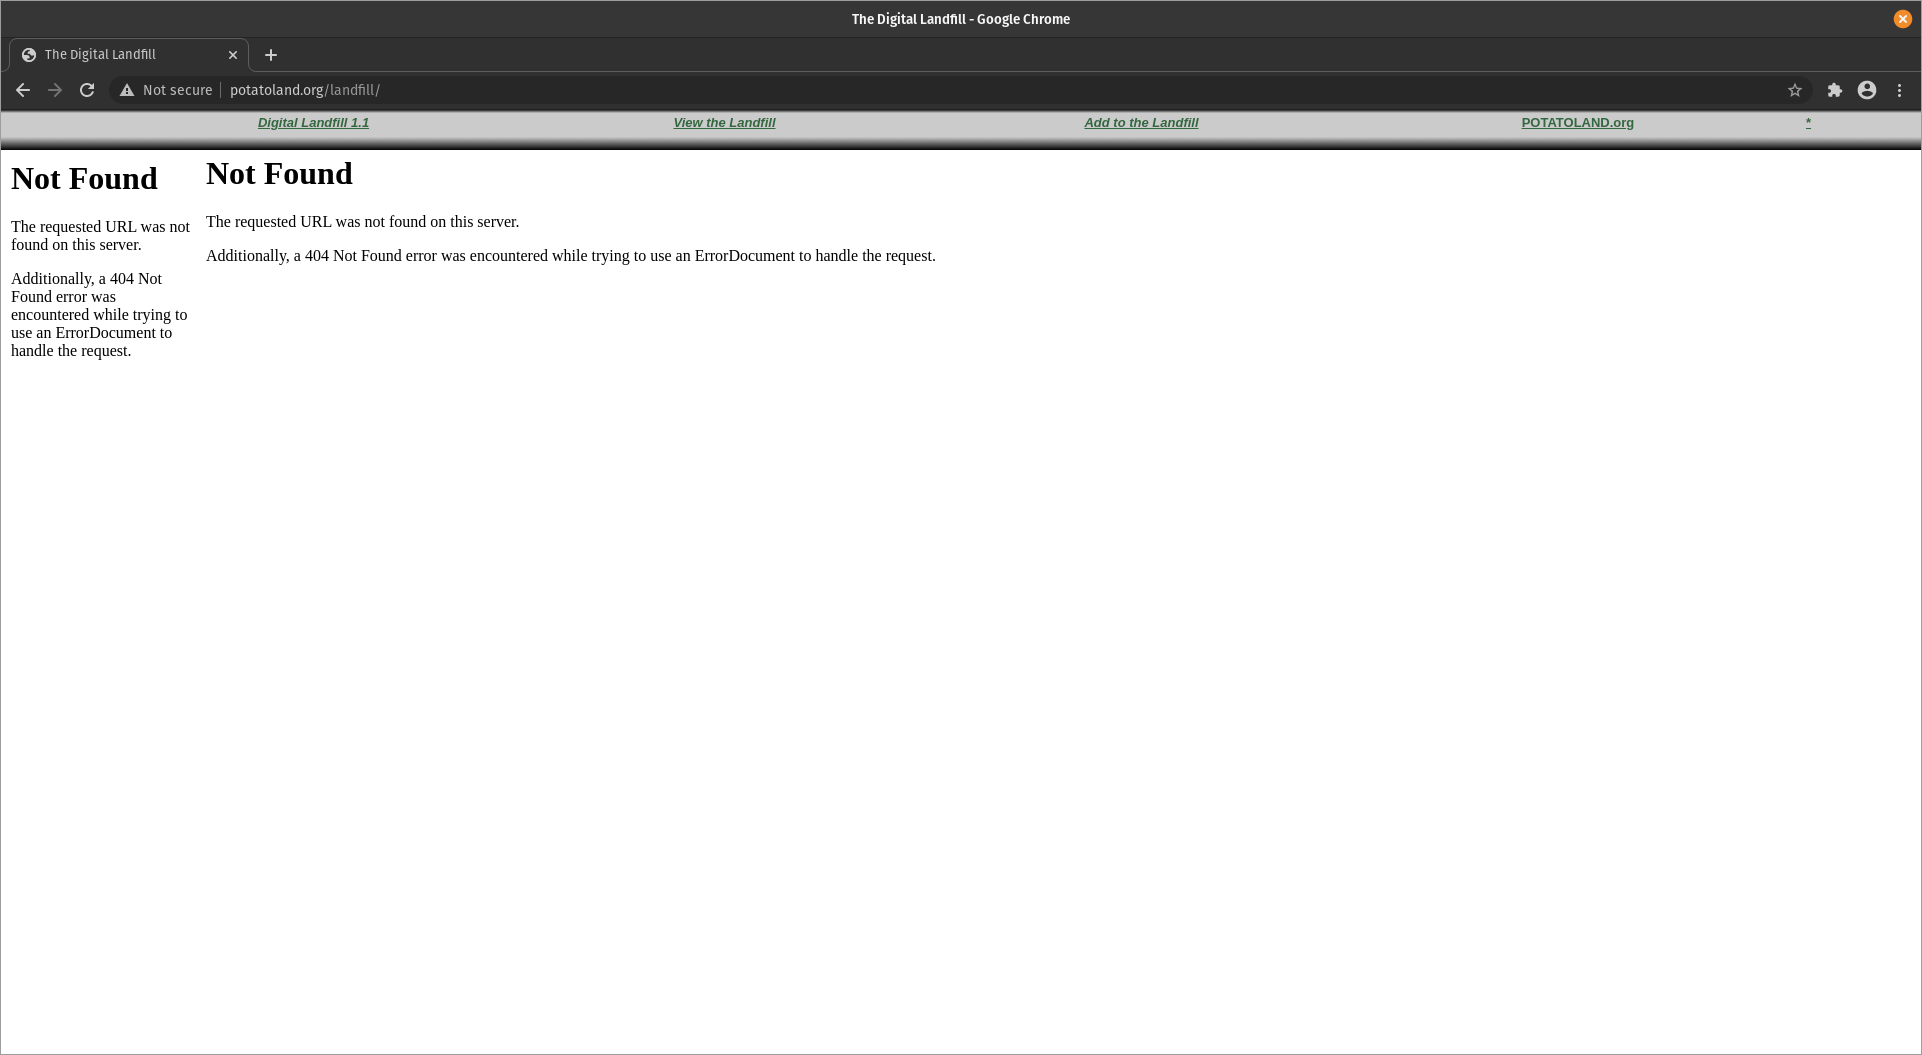 The Digital Landfill - Google Chrome
The Digital Landfill
Not secure potatoland.org/landfill/
Digital Landfill 1.1 View the Landfill Add to the Landfill POTATOLAND.org *
Not Found
The requested URL was not
found on this server.
Additionally, a 404 Not
Found error was
encountered while trying to
use an ErrorDocument to
handle the request.
Not Found
The requested URL was not found on this server.
Additionally, a 404 Not Found error was encountered while trying to use an ErrorDocument to handle the request.